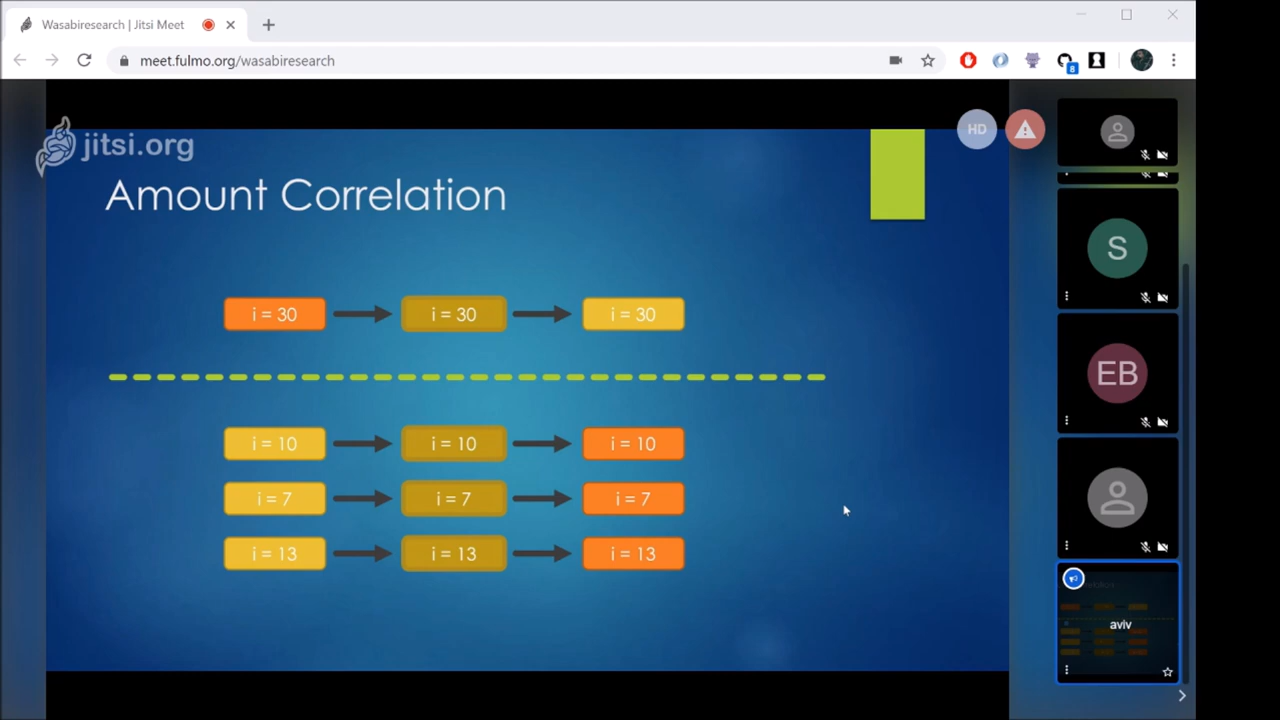 Wasabiresearch | Jitsi Meet
meet.fulmo.org/wasabiresearch
8
jitsi.org
HD
Amount Correlation
i = 30 i = 30 i = 30
i = 10 i = 10 i = 10
i = 7 i = 7 i = 7
i = 13 i = 13 i = 13
S
EB
aviv